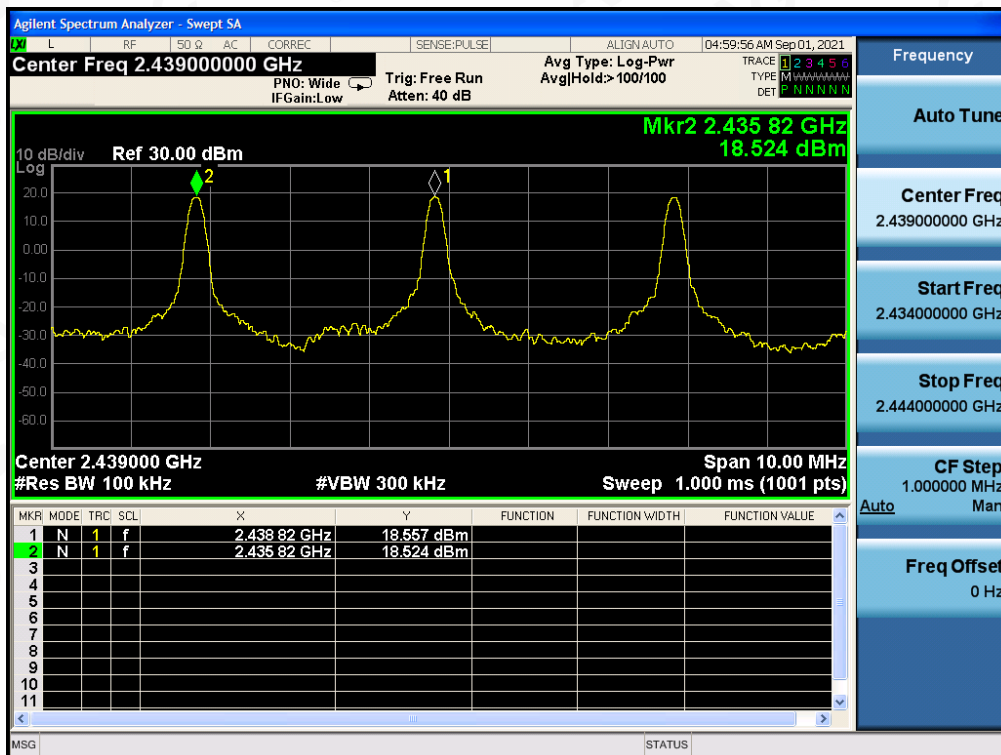 Agilent Spectrum Analyzer - Swept SA
LXI L RF 50 Ω AC CORREC SENSE:PULSE ALIGN AUTO 04:59:56 AM Sep 01, 2021
Center Freq 2.439000000 GHz
PNO: Wide
IFGain:Low
Trig: Free Run
Atten: 40 dB
Avg Type: Log-Pwr
Avg|Hold:>100/100
TRACE 1 2 3 4 5 6
TYPE M WWWWW
DET P N N N N N
Mkr2 2.435 82 GHz
18.524 dBm
10 dB/div Ref 30.00 dBm
Log
20.0
10.0
0.00
-10.0
-20.0
-30.0
-40.0
-50.0
-60.0
2
1
Center 2.439000 GHz Span 10.00 MHz
#Res BW 100 kHz #VBW 300 kHz Sweep 1.000 ms (1001 pts)
MKR MODE TRC SCL X Y FUNCTION FUNCTION WIDTH FUNCTION VALUE
1 N 1 f 2.438 82 GHz 18.557 dBm
2 N 1 f 2.435 82 GHz 18.524 dBm
3
4
5
6
7
8
9
10
11
MSG STATUS
Frequency
Auto Tune
Center Freq
2.439000000 GHz
Start Freq
2.434000000 GHz
Stop Freq
2.444000000 GHz
CF Step
1.000000 MHz
Auto Man
Freq Offset
0 Hz